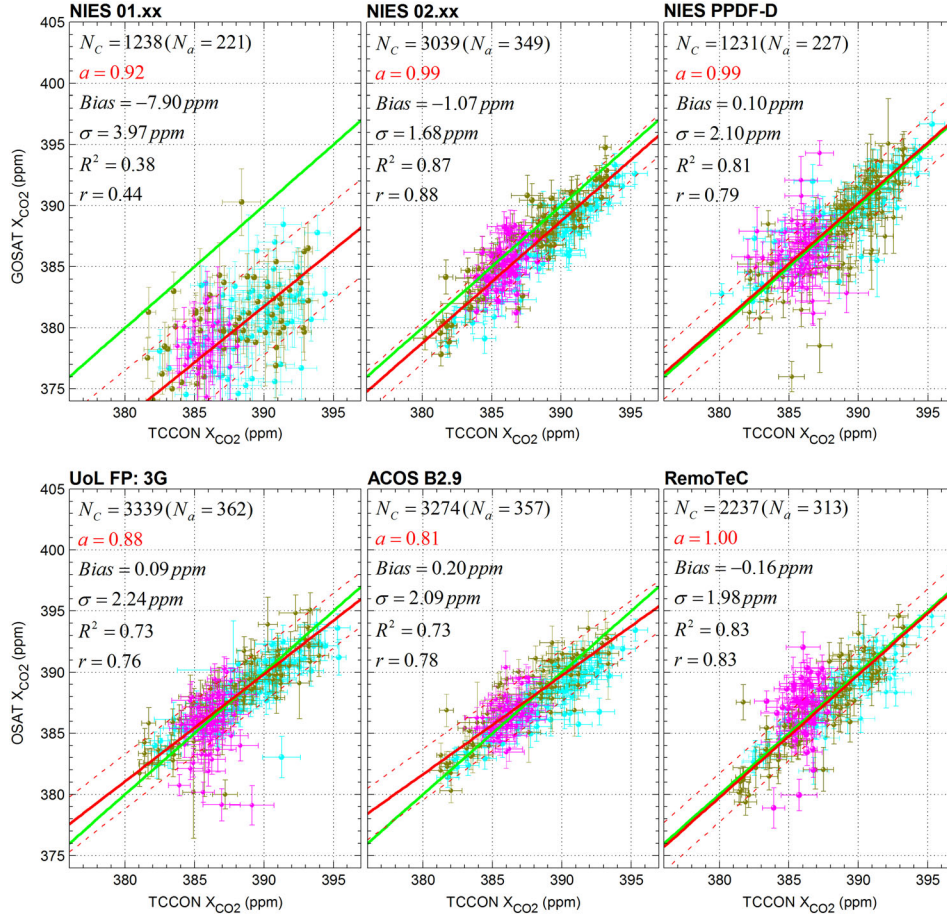 NIES 01.xx
NIES 02.xx
NIES PPDF-D
GOSAT X_CO2 (ppm)
405
400
395
390
385
380
375
N_C = 1238(N_a = 221)
a = 0.92
Bias = −7.90 ppm
σ = 3.97 ppm
R² = 0.38
r = 0.44
N_C = 3039(N_a = 349)
a = 0.99
Bias = −1.07 ppm
σ = 1.68 ppm
R² = 0.87
r = 0.88
N_C = 1231(N_a = 227)
a = 0.99
Bias = 0.10 ppm
σ = 2.10 ppm
R² = 0.81
r = 0.79
380 385 390 395
380 385 390 395
380 385 390 395
TCCON X_CO2 (ppm)
TCCON X_CO2 (ppm)
TCCON X_CO2 (ppm)
UoL FP: 3G
ACOS B2.9
RemoTeC
OSAT X_CO2 (ppm)
405
400
395
390
385
380
375
N_C = 3339(N_a = 362)
a = 0.88
Bias = 0.09 ppm
σ = 2.24 ppm
R² = 0.73
r = 0.76
N_C = 3274(N_a = 357)
a = 0.81
Bias = 0.20 ppm
σ = 2.09 ppm
R² = 0.73
r = 0.78
N_C = 2237(N_a = 313)
a = 1.00
Bias = −0.16 ppm
σ = 1.98 ppm
R² = 0.83
r = 0.83
380 385 390 395
380 385 390 395
380 385 390 395
TCCON X_CO2 (ppm)
TCCON X_CO2 (ppm)
TCCON X_CO2 (ppm)